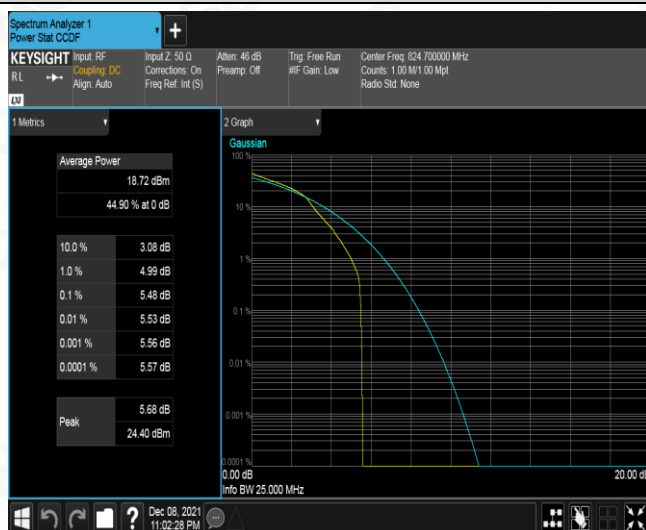 Spectrum Analyzer 1
Power Stat CCDF
+
KEYSIGHT
RL
LXI
Input: RF
Coupling: DC
Align: Auto
Input Z: 50 Ω
Corrections: On
Freq Ref: Int (S)
Atten: 46 dB
Preamp: Off
Trig: Free Run
#IF Gain: Low
Center Freq: 824.700000 MHz
Counts: 1.00 M/1.00 Mpt
Radio Std: None
1 Metrics
Average Power
18.72 dBm
44.90 % at 0 dB
10.0 % 3.08 dB
1.0 % 4.99 dB
0.1 % 5.48 dB
0.01 % 5.53 dB
0.001 % 5.56 dB
0.0001 % 5.57 dB
Peak
5.68 dB
24.40 dBm
2 Graph
Gaussian
100 %
10 %
1 %
0.1 %
0.01 %
0.001 %
0.0001 %
0.00 dB 20.00 dB
Info BW 25.000 MHz
?
Dec 08, 2021
11:02:28 PM